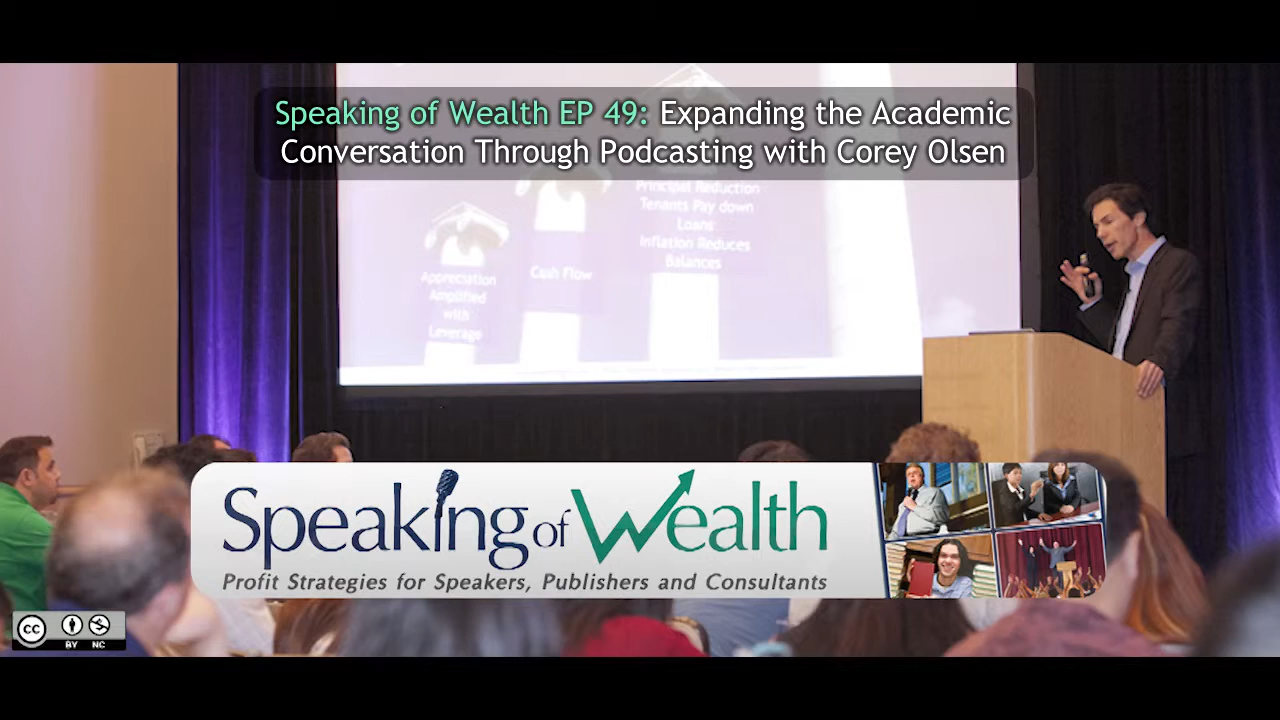 Speaking of Wealth EP 49: Expanding the Academic
Conversation Through Podcasting with Corey Olsen
Principal Reduction
Tenants Pay down
Loans
Inflation Reduces
Balances
Cash Flow
Appreciation
Amplified
with
Leverage
Speaking of Wealth
Profit Strategies for Speakers, Publishers and Consultants
cc
BY NC